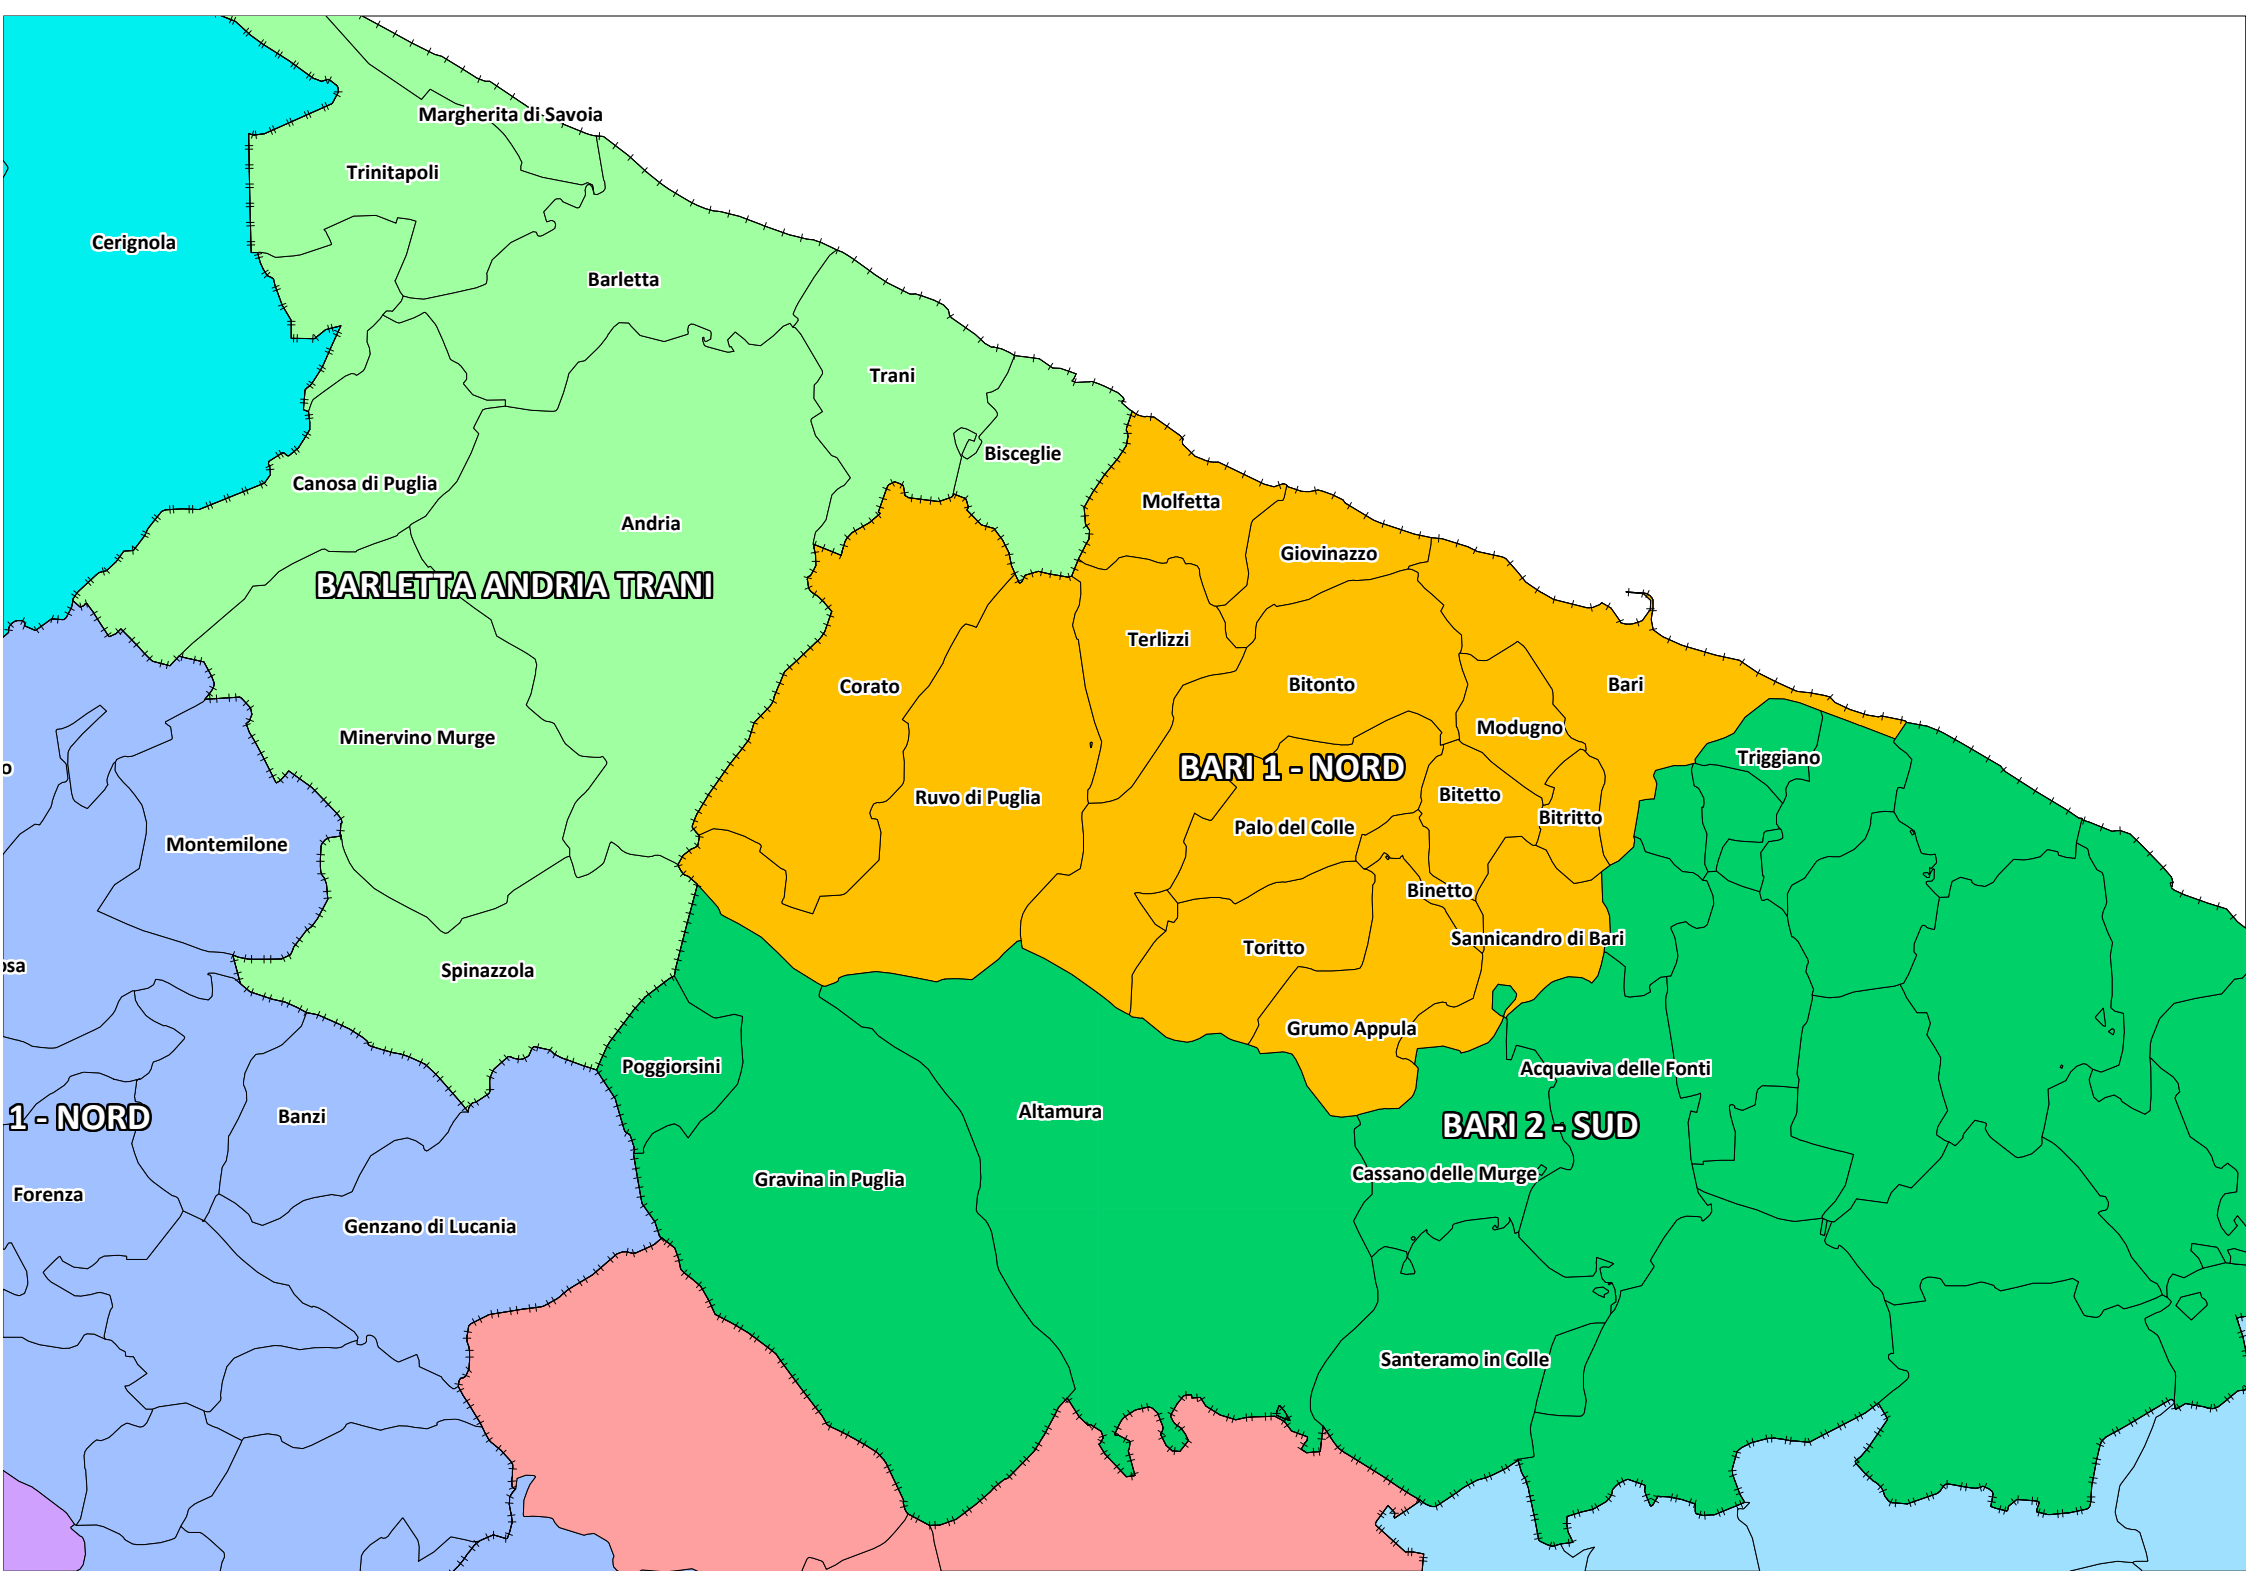 Margherita di Savoia
Trinitapoli
Cerignola
Barletta
Trani
Bisceglie
Canosa di Puglia
Molfetta
Andria
Giovinazzo
BARLETTA ANDRIA TRANI
Terlizzi
Corato
Bitonto
Bari
Modugno
Minervino Murge
Triggiano
o
BARI 1 - NORD
Ruvo di Puglia
Bitetto
Bitritto
Palo del Colle
Montemilone
Binetto
Sannicandro di Bari
Toritto
osa
Spinazzola
Grumo Appula
Poggiorsini
Acquaviva delle Fonti
Altamura
1 - NORD
Banzi
BARI 2 - SUD
Cassano delle Murge
Gravina in Puglia
Forenza
Genzano di Lucania
Santeramo in Colle